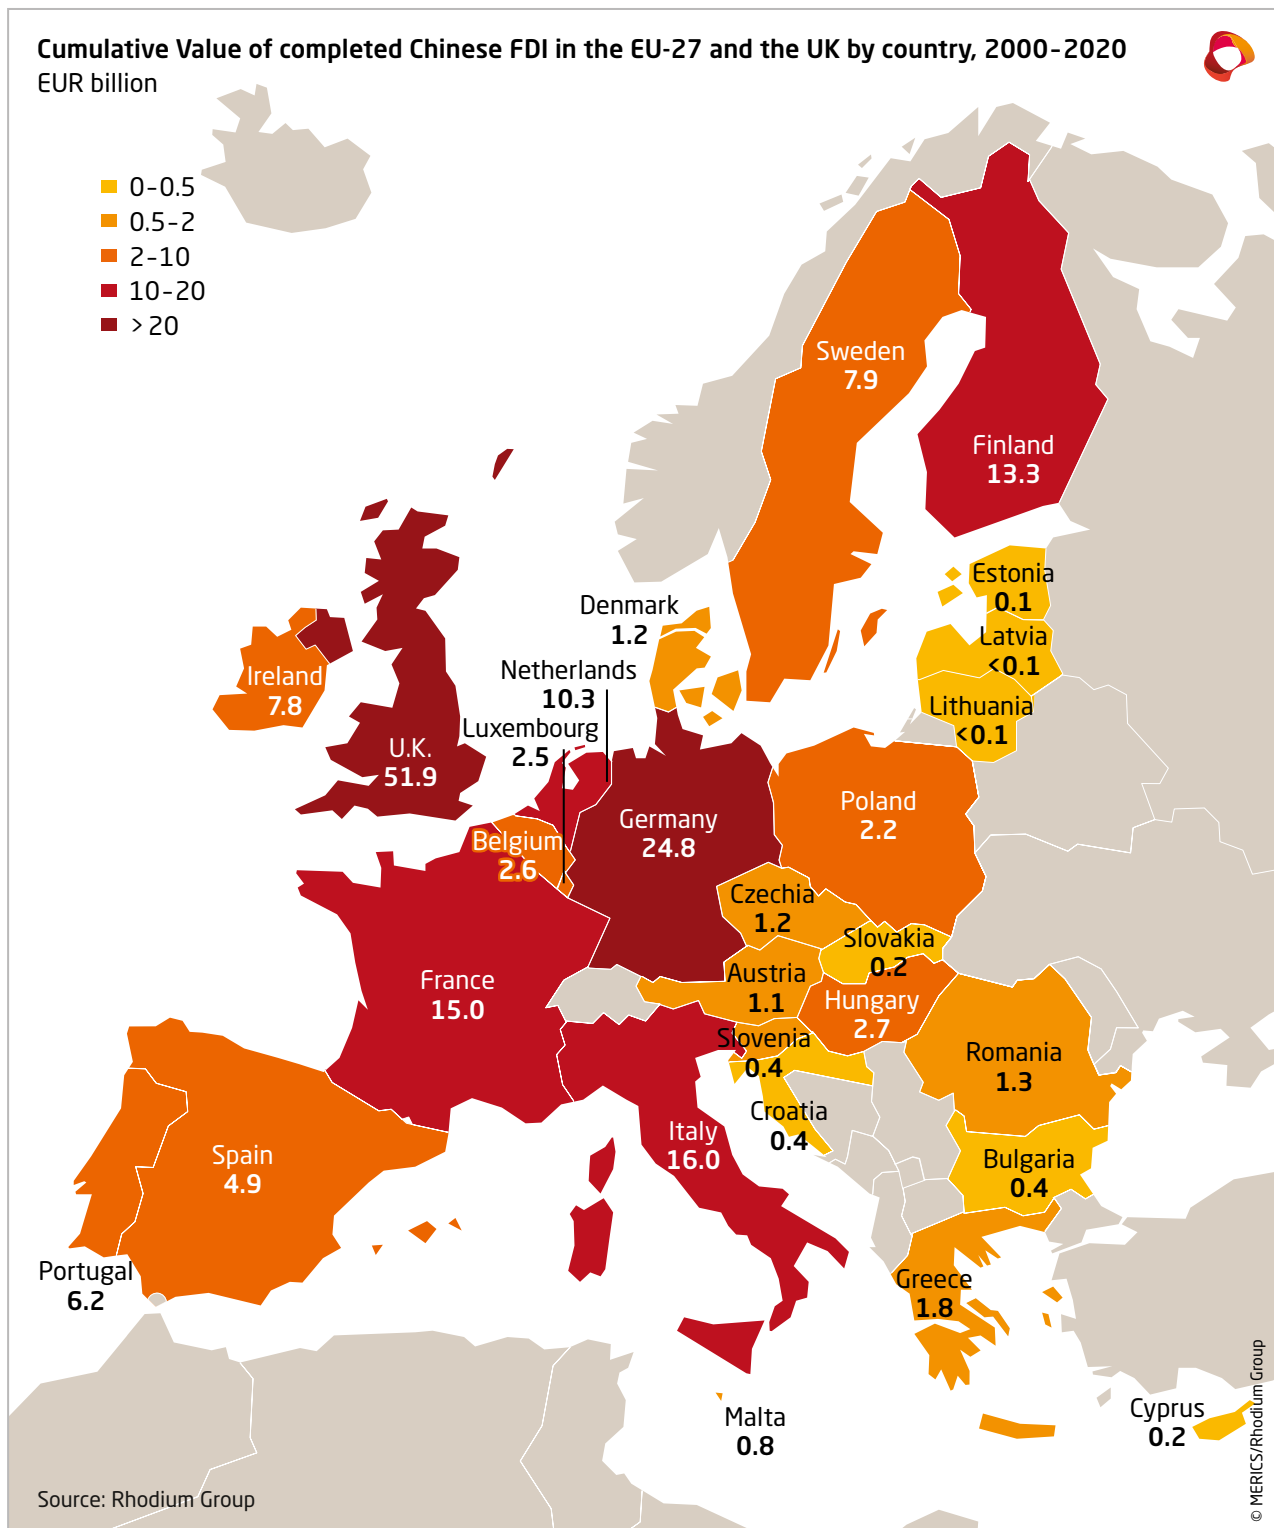 Cumulative Value of completed Chinese FDI in the EU-27 and the UK by country, 2000–2020
EUR billion
0–0.5
0.5–2
2–10
10–20
>20
Sweden
7.9
Finland
13.3
Estonia
0.1
Denmark
1.2
Latvia
<0.1
Netherlands
10.3
Ireland
7.8
Lithuania
<0.1
Luxembourg
2.5
U.K.
51.9
Germany
24.8
Poland
2.2
Belgium
2.6
Czechia
1.2
Slovakia
0.2
France
15.0
Austria
1.1
Hungary
2.7
Slovenia
0.4
Romania
1.3
Croatia
0.4
Italy
16.0
Spain
4.9
Bulgaria
0.4
Portugal
6.2
Greece
1.8
Malta
0.8
Cyprus
0.2
Source: Rhodium Group
© MERICS/Rhodium Group